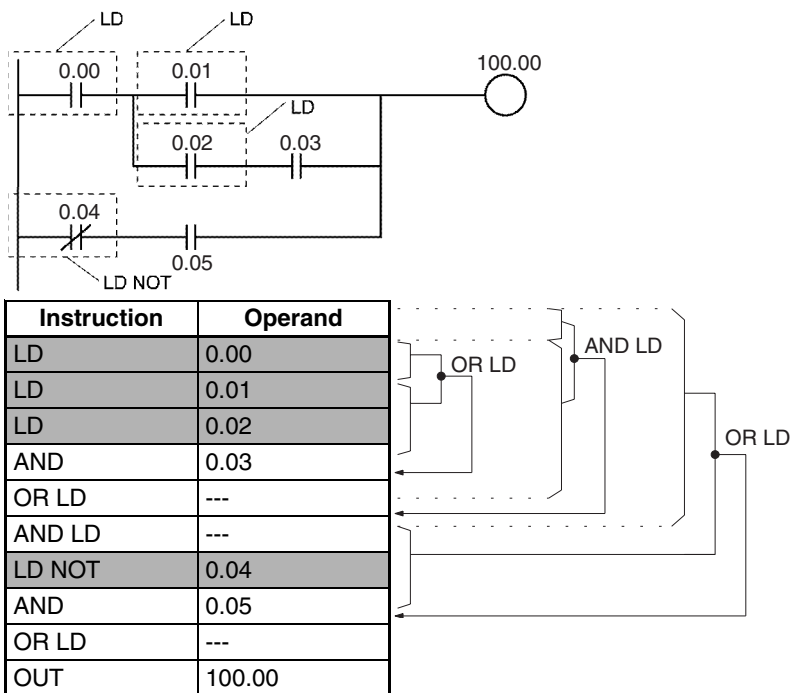 LD LD
0.00 0.01 100.00
LD
0.02 0.03
0.04
0.05
LD NOT
Instruction Operand
LD 0.00
LD 0.01
LD 0.02
AND 0.03
OR LD ---
AND LD ---
LD NOT 0.04
AND 0.05
OR LD ---
OUT 100.00
AND LD
OR LD
OR LD